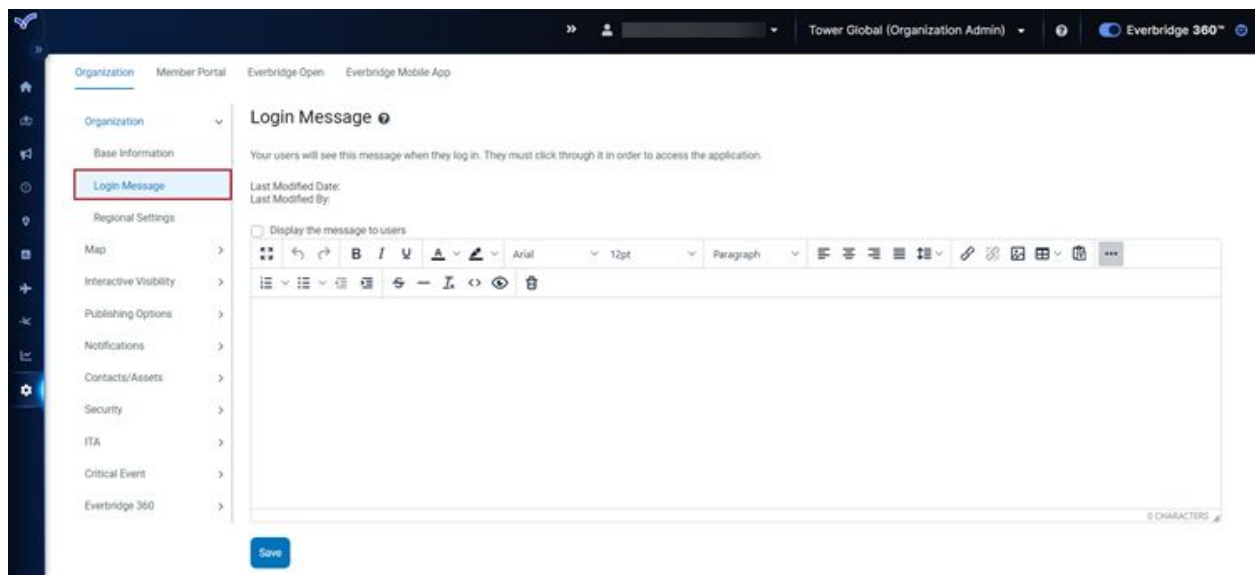 Tower Global (Organization Admin)
Everbridge 360™
Organization Member Portal Everbridge Open Everbridge Mobile App
Organization
Base Information
Login Message
Regional Settings
Map
Interactive Visibility
Publishing Options
Notifications
Contacts/Assets
Security
ITA
Critical Event
Everbridge 360
Login Message
Your users will see this message when they log in. They must click through it in order to access the application.
Last Modified Date:
Last Modified By:
Display the message to users
B I U A Arial 12pt Paragraph
0 CHARACTERS
Save